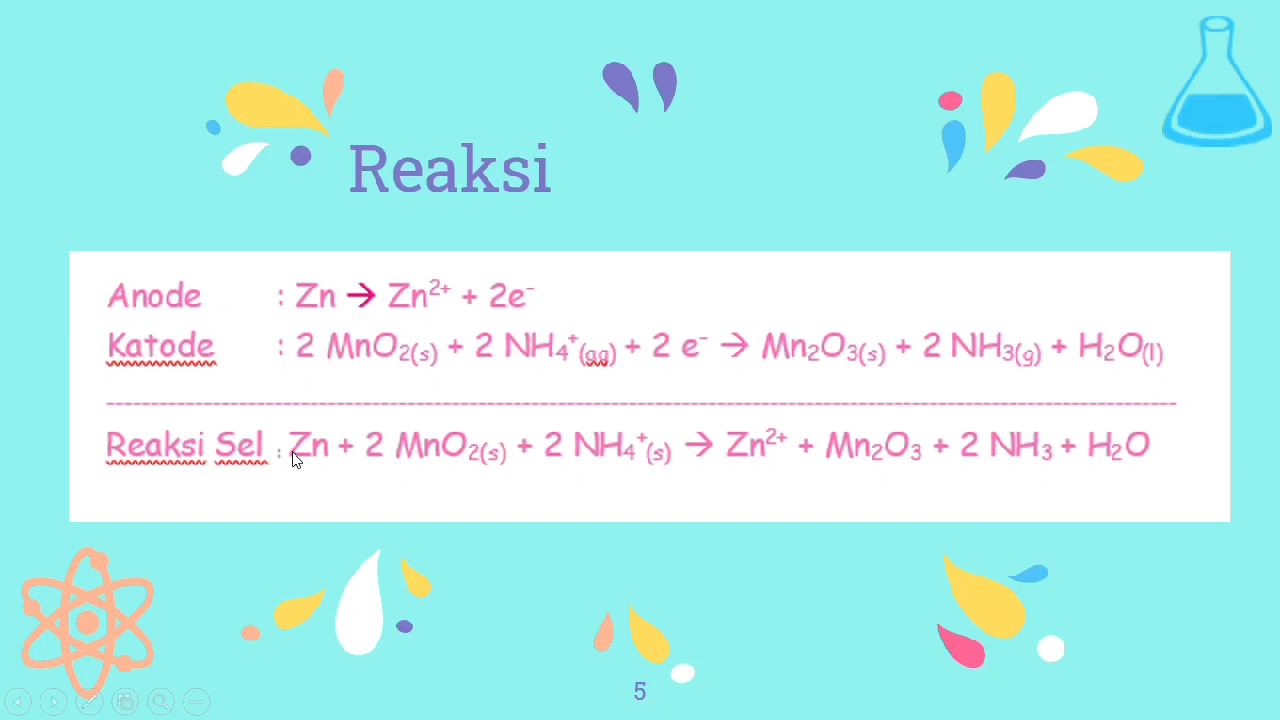 Reaksi
Anode : Zn → Zn²⁺ + 2e⁻
Katode : 2 MnO₂(s) + 2 NH₄⁺(aq) + 2 e⁻ → Mn₂O₃(s) + 2 NH₃(g) + H₂O(l)
Reaksi Sel : Zn + 2 MnO₂(s) + 2 NH₄⁺(s) → Zn²⁺ + Mn₂O₃ + 2 NH₃ + H₂O
5